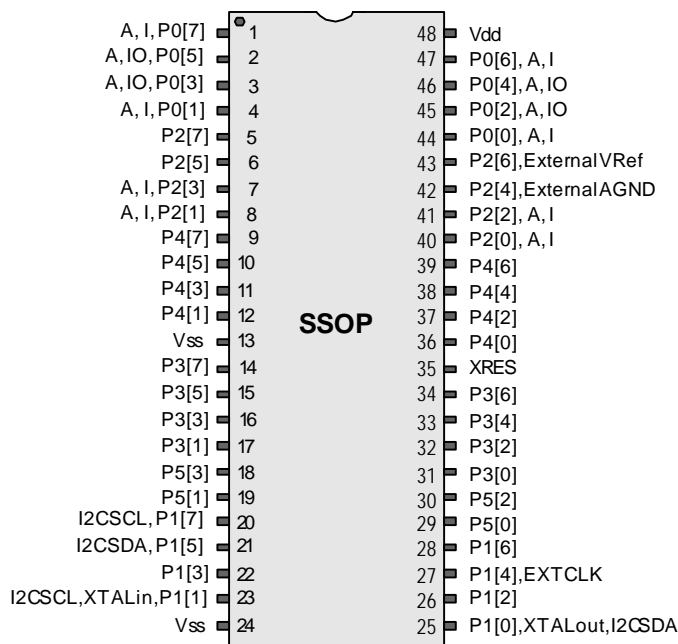 A, I, P0[7] 1 48 Vdd
A, IO, P0[5] 2 47 P0[6], A, I
A, IO, P0[3] 3 46 P0[4], A, IO
A, I, P0[1] 4 45 P0[2], A, IO
P2[7] 5 44 P0[0], A, I
P2[5] 6 43 P2[6], External VRef
A, I, P2[3] 7 42 P2[4], External AGND
A, I, P2[1] 8 41 P2[2], A, I
P4[7] 9 40 P2[0], A, I
P4[5] 10 39 P4[6]
P4[3] 11 38 P4[4]
P4[1] 12 SSOP 37 P4[2]
Vss 13 36 P4[0]
P3[7] 14 35 XRES
P3[5] 15 34 P3[6]
P3[3] 16 33 P3[4]
P3[1] 17 32 P3[2]
P5[3] 18 31 P3[0]
P5[1] 19 30 P5[2]
I2CSCL, P1[7] 20 29 P5[0]
I2CSDA, P1[5] 21 28 P1[6]
P1[3] 22 27 P1[4], EXTCLK
I2CSCL, XTALin, P1[1] 23 26 P1[2]
Vss 24 25 P1[0], XTALout, I2CSDA